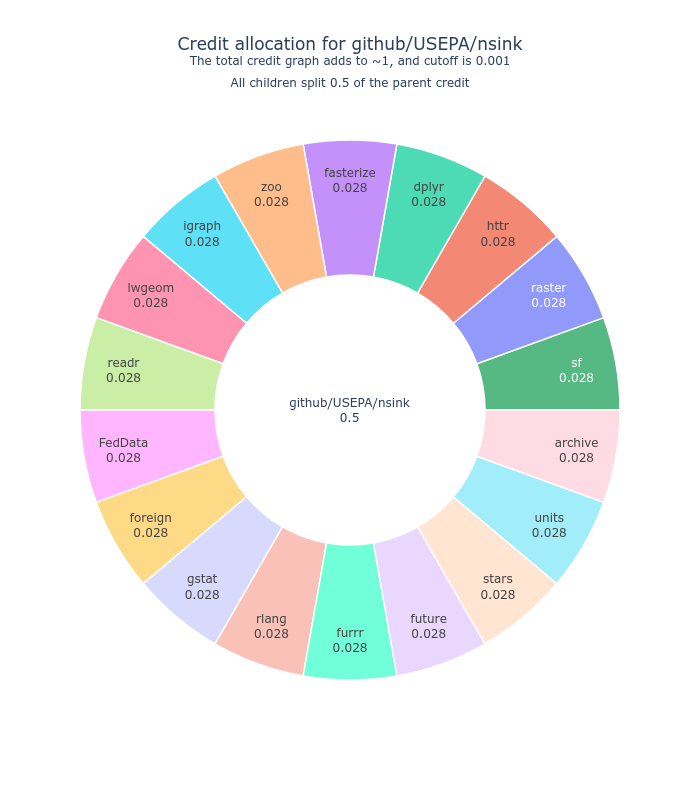 Credit allocation for github/USEPA/nsink
The total credit graph adds to ~1, and cutoff is 0.001
All children split 0.5 of the parent credit
fasterize
0.028
dplyr
0.028
httr
0.028
raster
0.028
sf
0.028
archive
0.028
units
0.028
stars
0.028
future
0.028
furrr
0.028
rlang
0.028
gstat
0.028
foreign
0.028
FedData
0.028
readr
0.028
lwgeom
0.028
igraph
0.028
zoo
0.028
github/USEPA/nsink
0.5